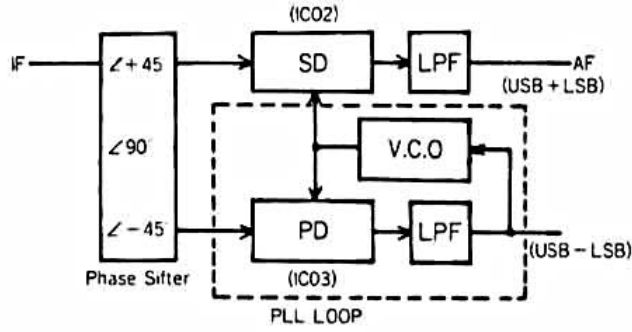 (IC02)
IF
∠+45
SD
LPF
AF
(USB+LSB)
∠90
V.C.O
∠-45
PD
LPF
(USB-LSB)
Phase Sifter
(IC03)
PLL LOOP